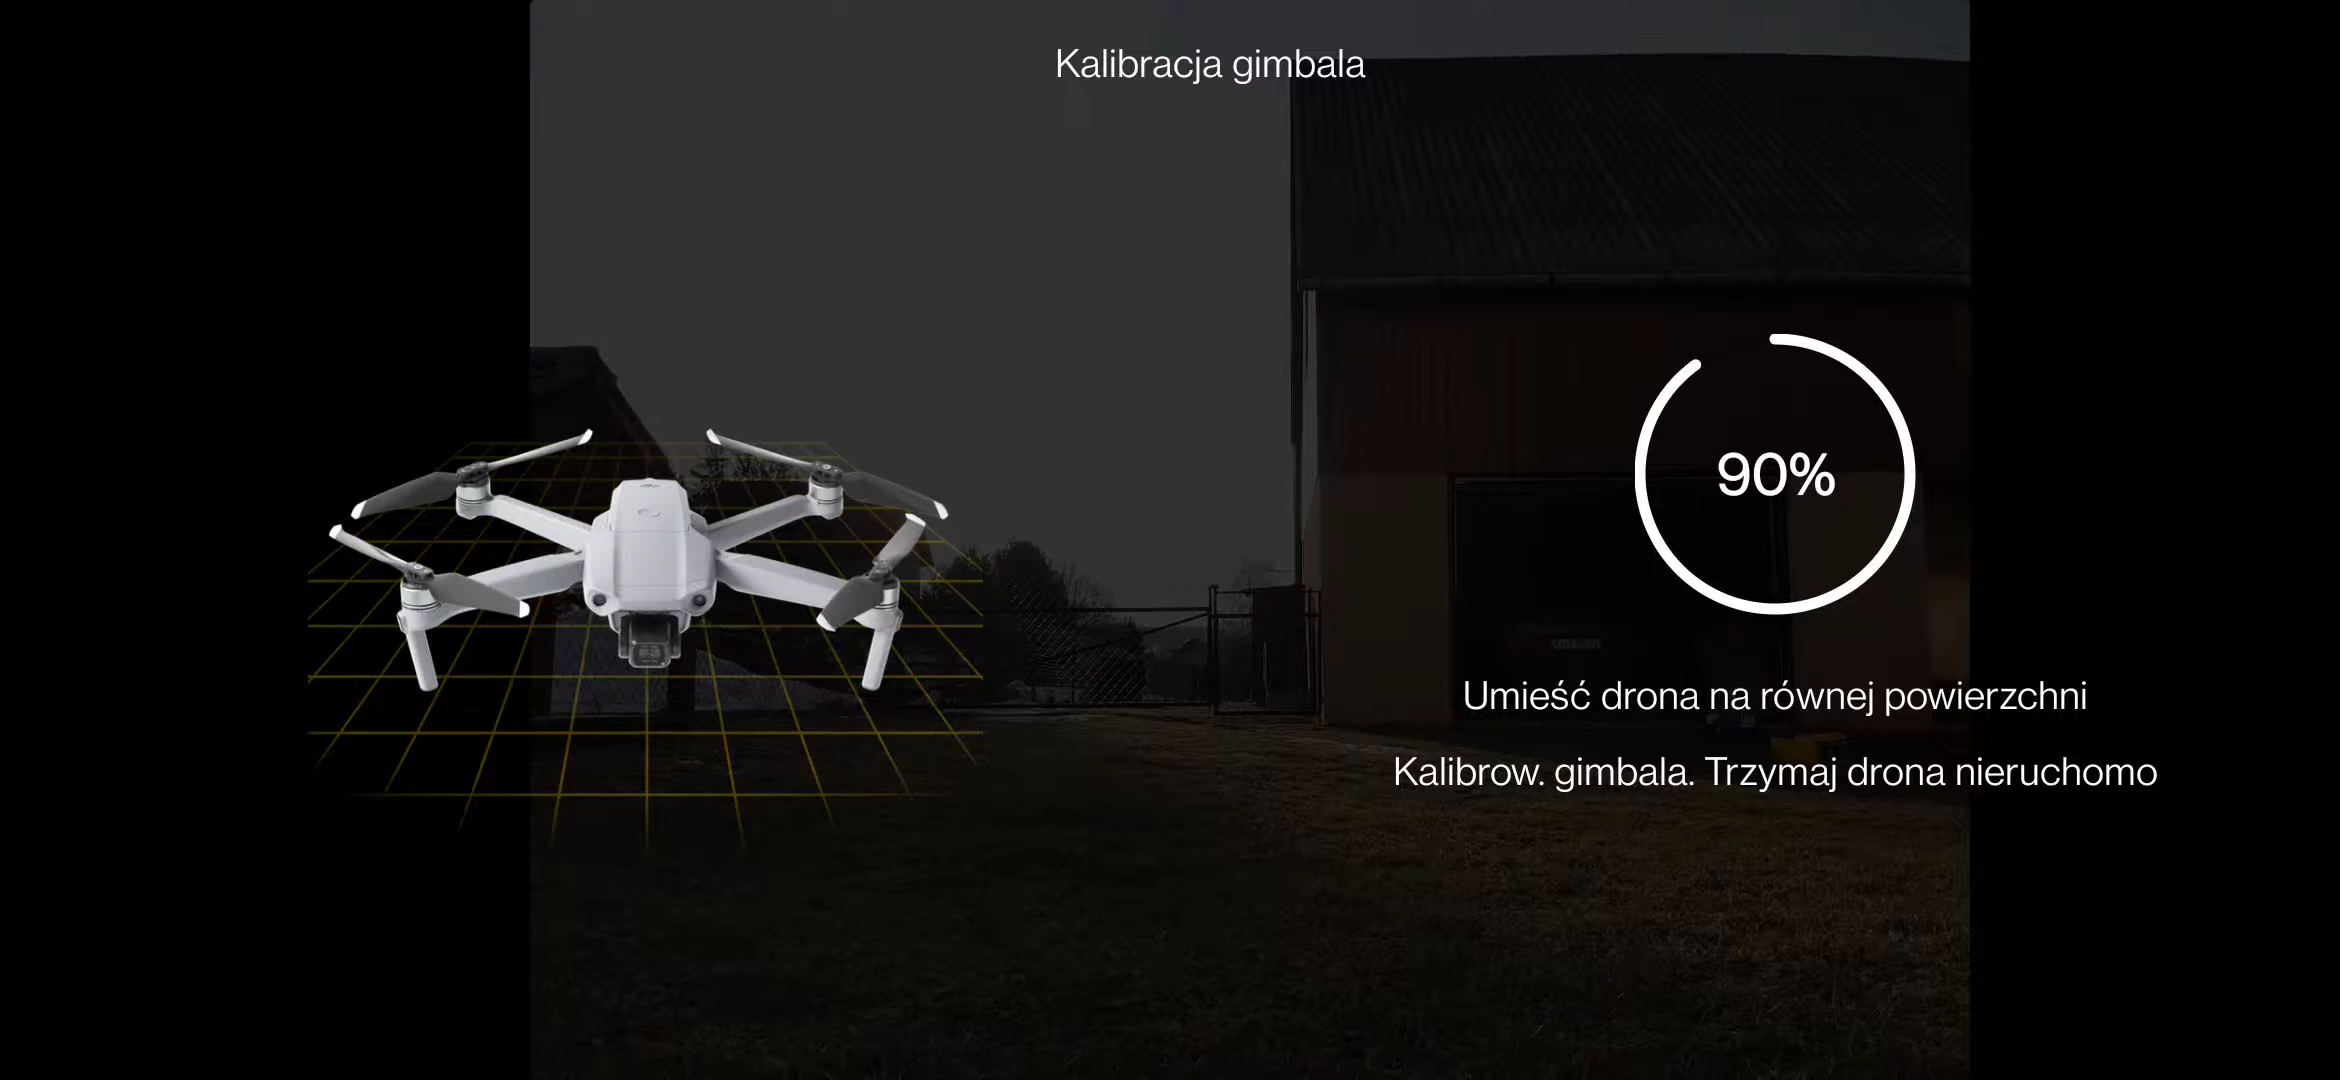 Kalibracja gimbala
90%
Umieść drona na równej powierzchni
Kalibrow. gimbala. Trzymaj drona nieruchomo